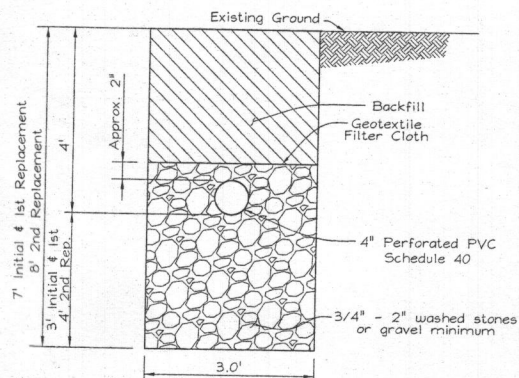 Existing Ground
Backfill
Geotextile
Filter Cloth
Approx. 2"
4'
7' Initial & 1st Replacement
8' 2nd Replacement
3' Initial & 1st
4' 2nd Rep.
4" Perforated PVC
Schedule 40
3/4" - 2" washed stones
or gravel minimum
3.0'